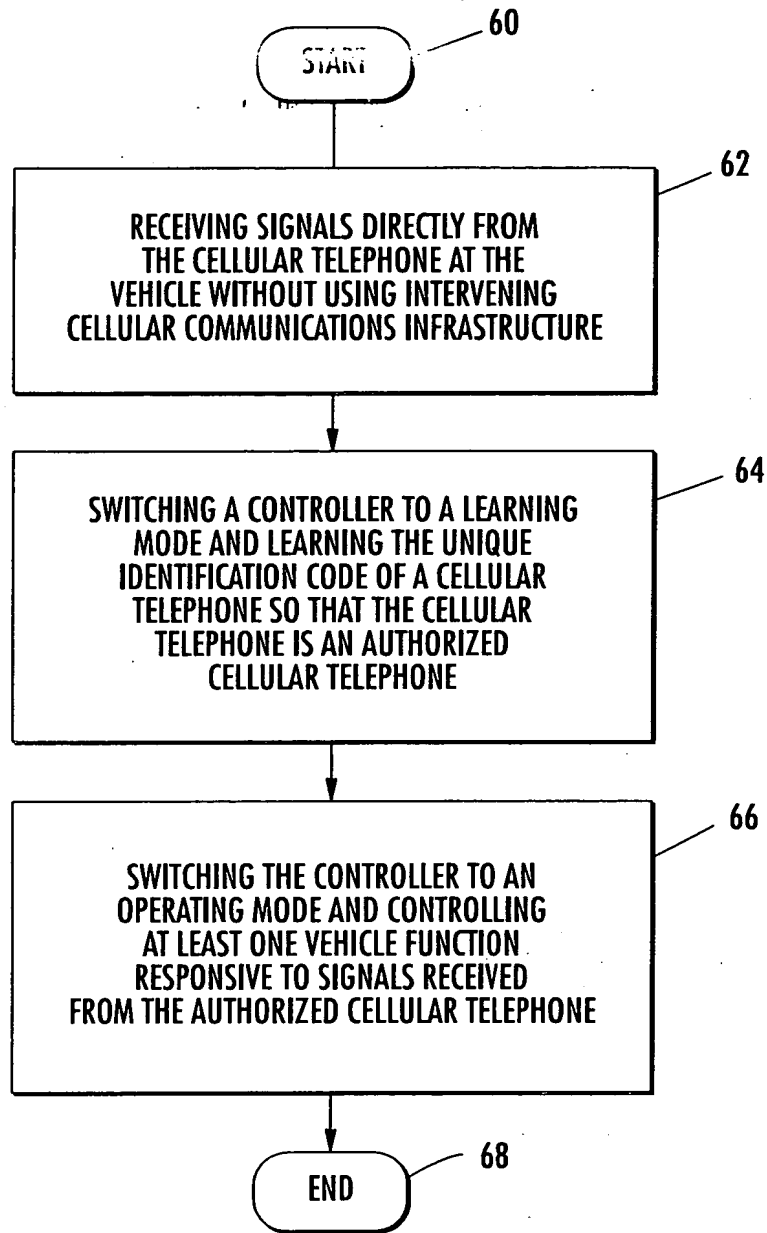 60
START
62
RECEIVING SIGNALS DIRECTLY FROM
THE CELLULAR TELEPHONE AT THE
VEHICLE WITHOUT USING INTERVENING
CELLULAR COMMUNICATIONS INFRASTRUCTURE
64
SWITCHING A CONTROLLER TO A LEARNING
MODE AND LEARNING THE UNIQUE
IDENTIFICATION CODE OF A CELLULAR
TELEPHONE SO THAT THE CELLULAR
TELEPHONE IS AN AUTHORIZED
CELLULAR TELEPHONE
66
SWITCHING THE CONTROLLER TO AN
OPERATING MODE AND CONTROLLING
AT LEAST ONE VEHICLE FUNCTION
RESPONSIVE TO SIGNALS RECEIVED
FROM THE AUTHORIZED CELLULAR TELEPHONE
68
END